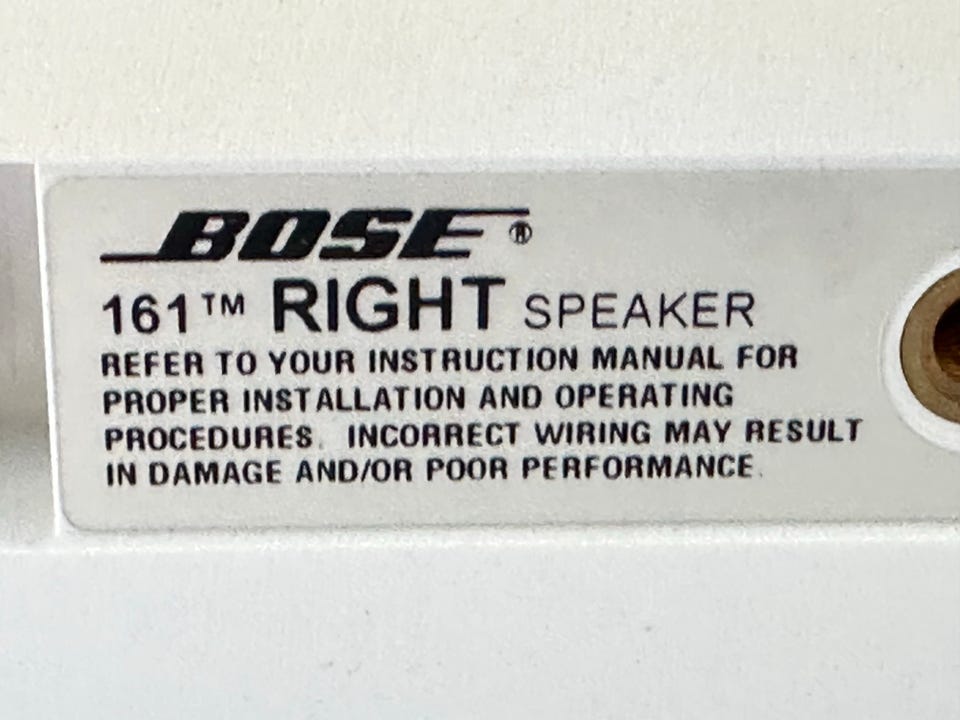 BOSE®
161™ RIGHT SPEAKER
REFER TO YOUR INSTRUCTION MANUAL FOR
PROPER INSTALLATION AND OPERATING
PROCEDURES. INCORRECT WIRING MAY RESULT
IN DAMAGE AND/OR POOR PERFORMANCE.